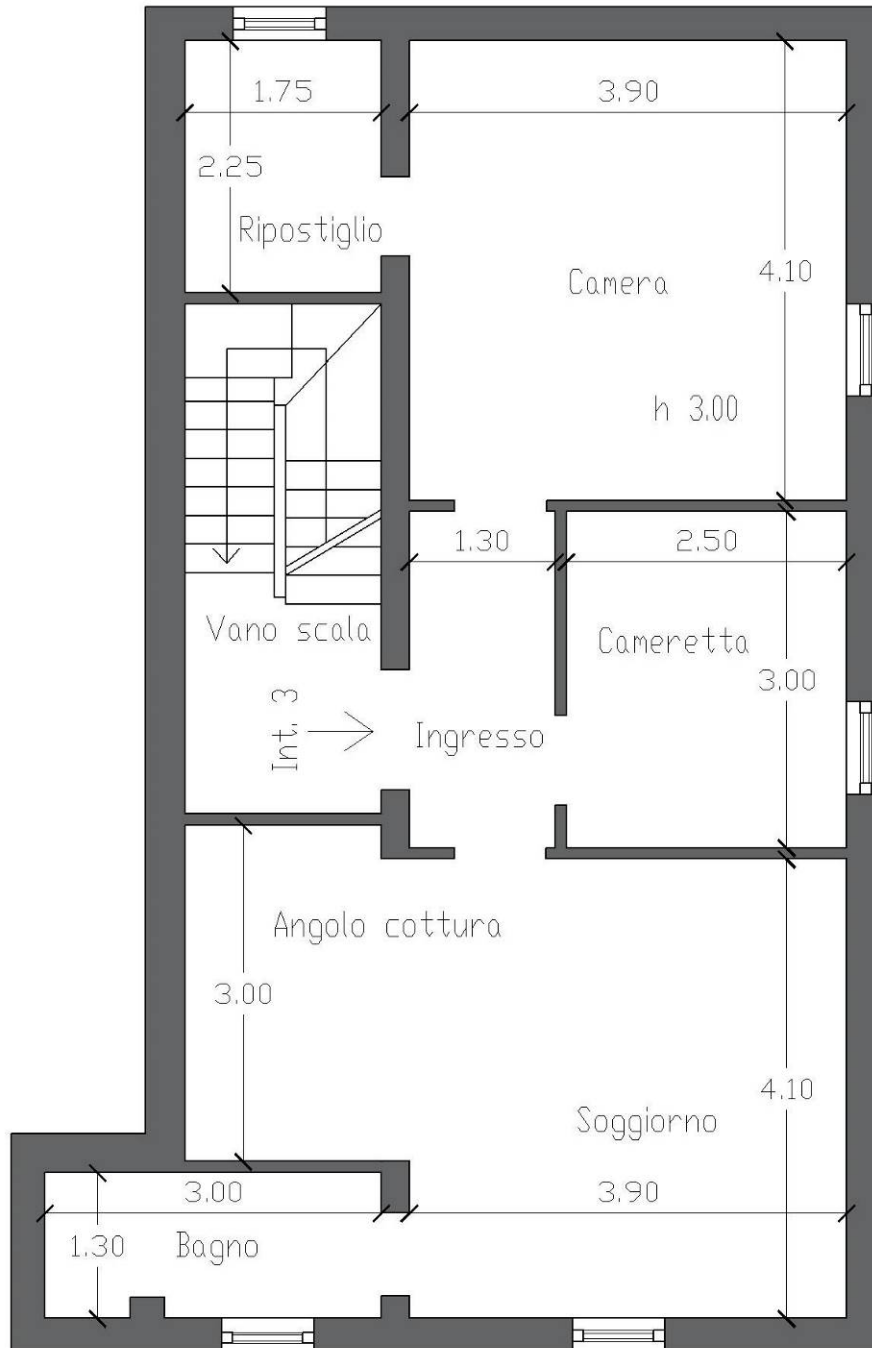 1.75
3.90
2.25
Ripostiglio
4.10
Camera
h 3.00
1.30
2.50
Vano scala
Cameretta
3.00
Int. 3
Ingresso
Angolo cottura
3.00
4.10
Soggiorno
3.00
3.90
1.30
Bagno